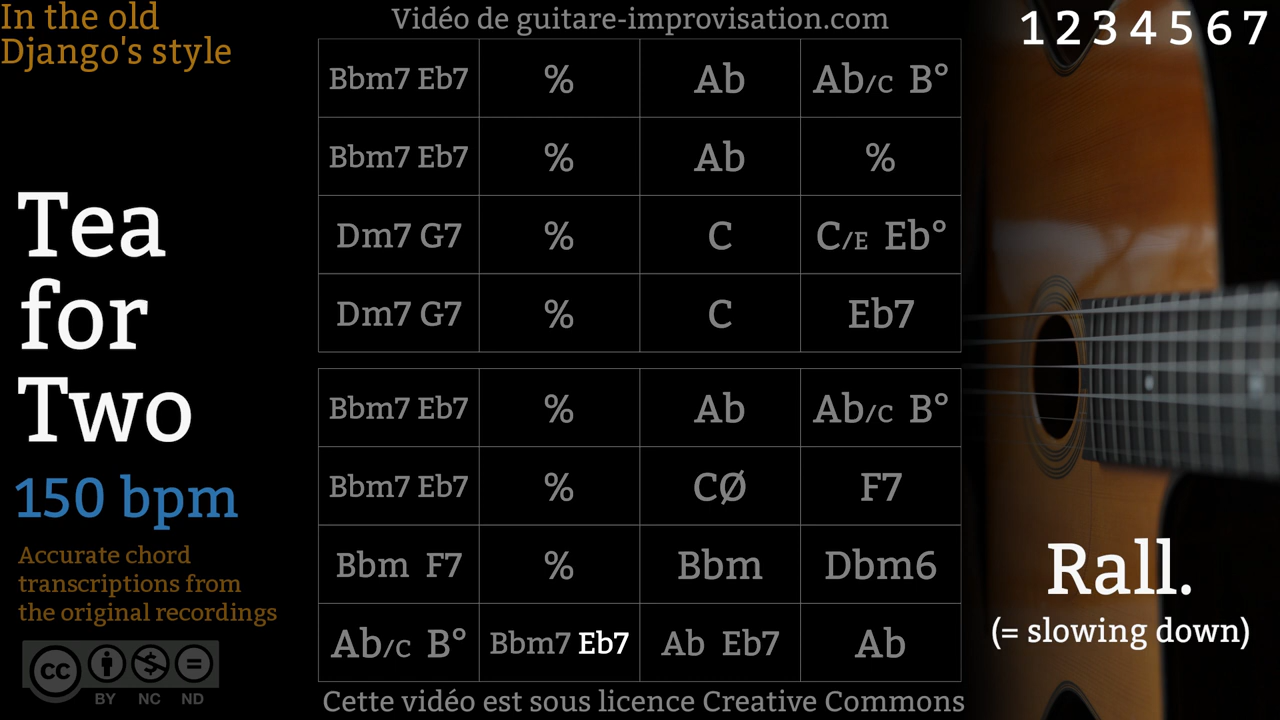 In the old
Django's style
Vidéo de guitare-improvisation.com
1 2 3 4 5 6 7
Tea
for
Two
150 bpm
Accurate chord
transcriptions from
the original recordings
cc
BY NC ND
Bbm7 Eb7 % Ab Ab/C B°
Bbm7 Eb7 % Ab %
Dm7 G7 % C C/E Eb°
Dm7 G7 % C Eb7
Bbm7 Eb7 % Ab Ab/C B°
Bbm7 Eb7 % CØ F7
Bbm F7 % Bbm Dbm6
Ab/C B° Bbm7 Eb7 Ab Eb7 Ab
Rall.
(= slowing down)
Cette vidéo est sous licence Creative Commons